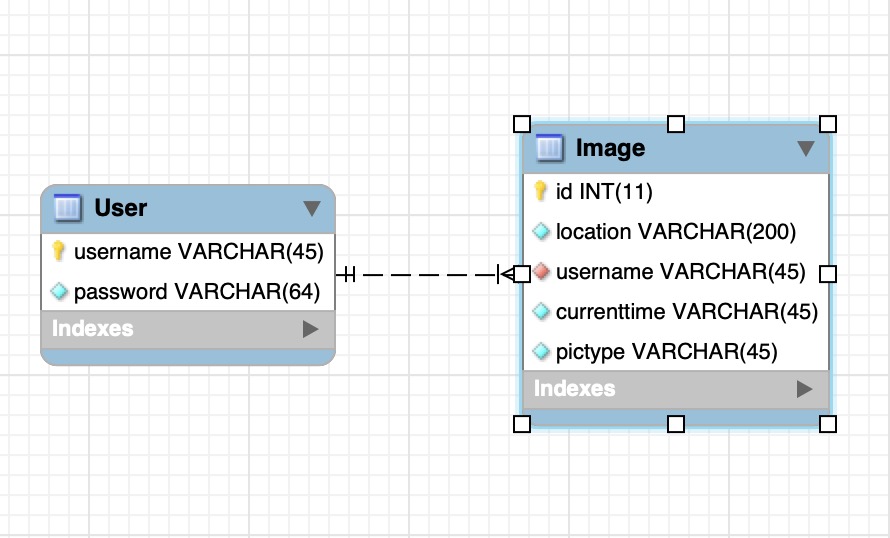 User
username VARCHAR(45)
password VARCHAR(64)
Indexes
Image
id INT(11)
location VARCHAR(200)
username VARCHAR(45)
currenttime VARCHAR(45)
pictype VARCHAR(45)
Indexes